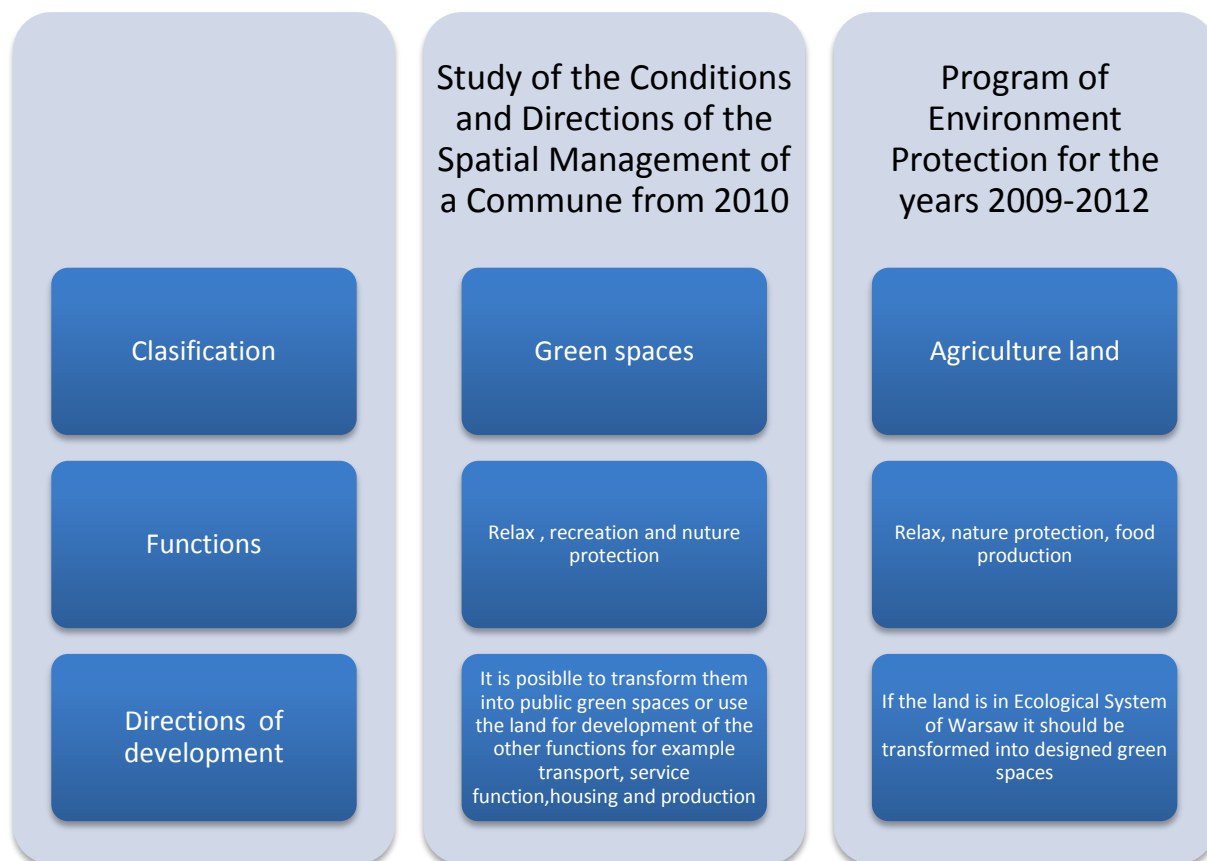 Study of the Conditions
and Directions of the
Spatial Management of
a Commune from 2010
Program of
Environment
Protection for the
years 2009-2012
Clasification
Green spaces
Agriculture land
Functions
Relax , recreation and nuture
protection
Relax, nature protection, food
production
Directions of
development
It is posiblle to transform them
into public green spaces or use
the land for development of the
other functions for example
transport, service
function,housing and production
If the land is in Ecological System
of Warsaw it should be
transformed into designed green
spaces